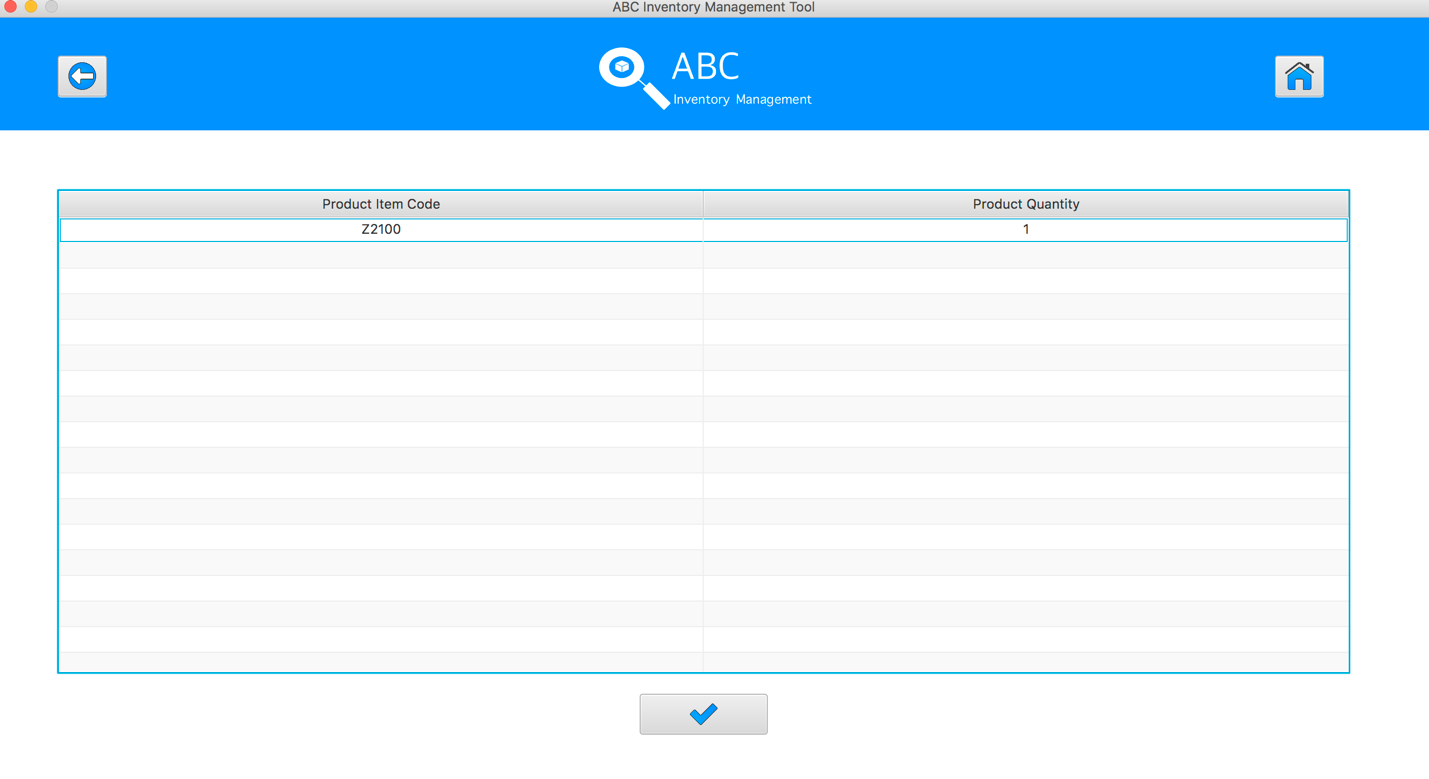 ABC Inventory Management Tool
ABC
Inventory Management
Product Item Code Product Quantity
Z2100 1